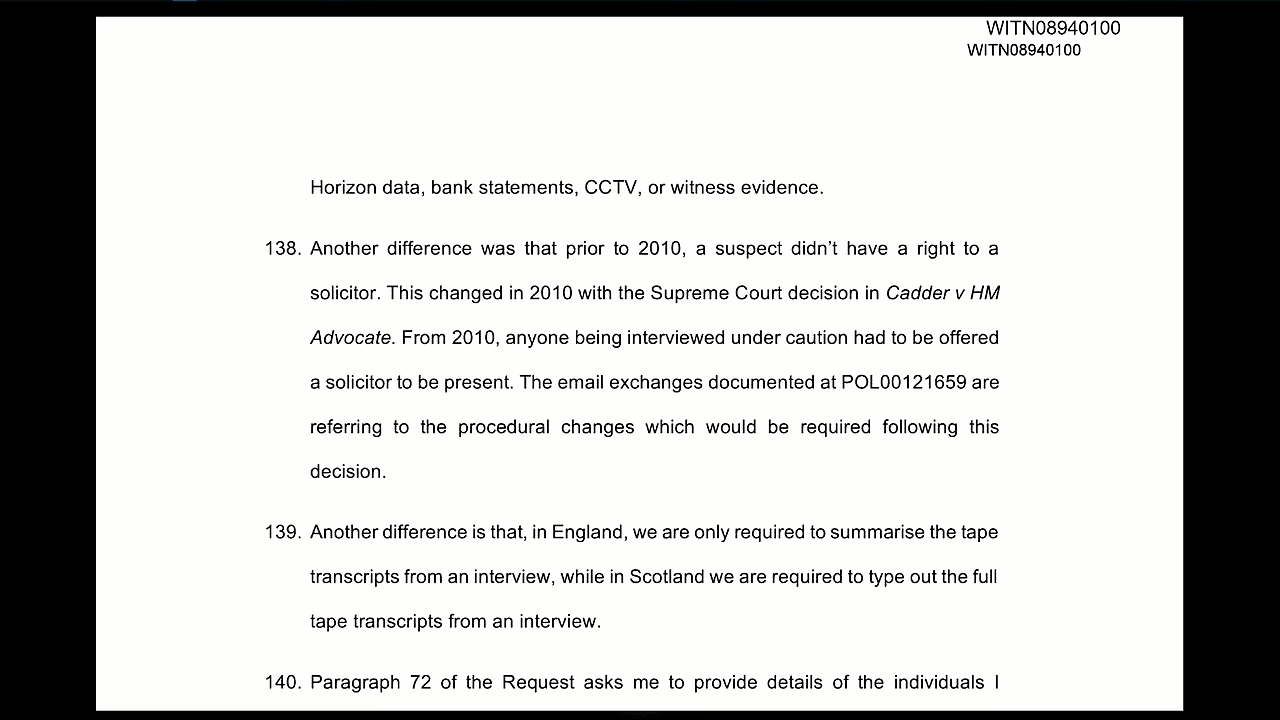 WITN08940100
WITN08940100
Horizon data, bank statements, CCTV, or witness evidence.
138. Another difference was that prior to 2010, a suspect didn’t have a right to a
solicitor. This changed in 2010 with the Supreme Court decision in Cadder v HM
Advocate. From 2010, anyone being interviewed under caution had to be offered
a solicitor to be present. The email exchanges documented at POL00121659 are
referring to the procedural changes which would be required following this
decision.
139. Another difference is that, in England, we are only required to summarise the tape
transcripts from an interview, while in Scotland we are required to type out the full
tape transcripts from an interview.
140. Paragraph 72 of the Request asks me to provide details of the individuals I